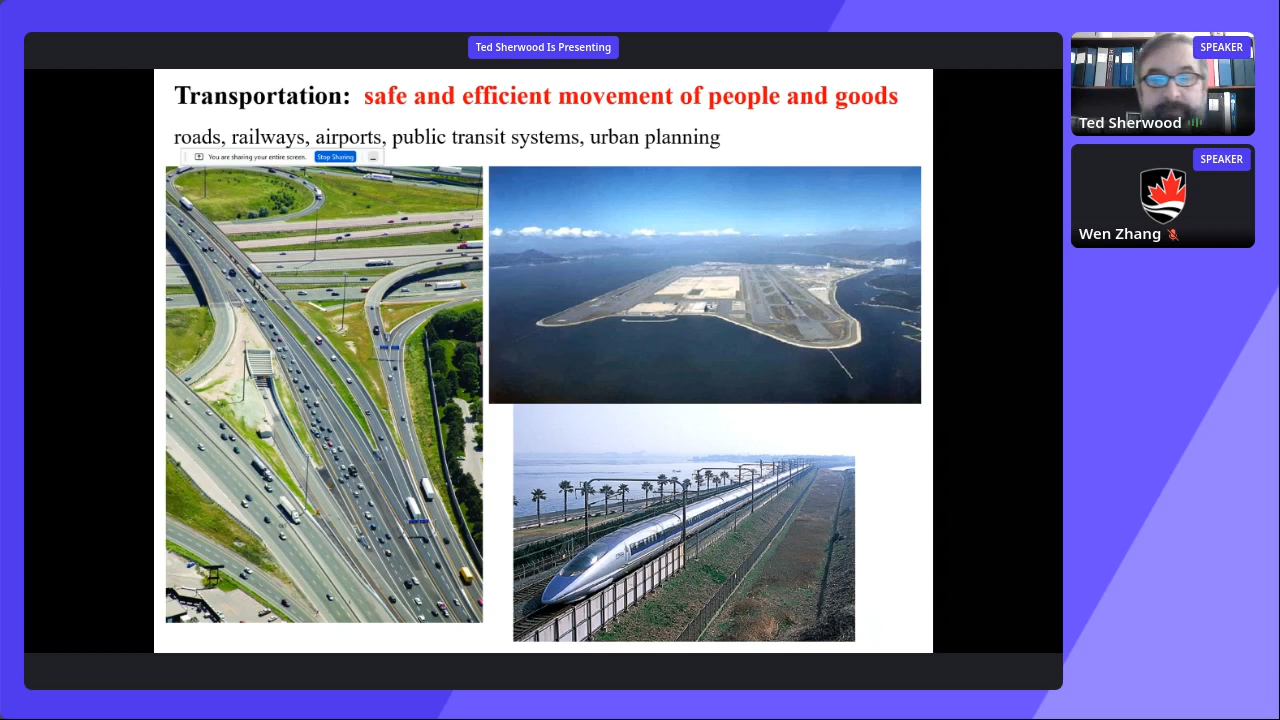 Ted Sherwood Is Presenting
Transportation: safe and efficient movement of people and goods
roads, railways, airports, public transit systems, urban planning
You are sharing your entire screen. Stop Sharing
SPEAKER
Ted Sherwood
SPEAKER
Wen Zhang